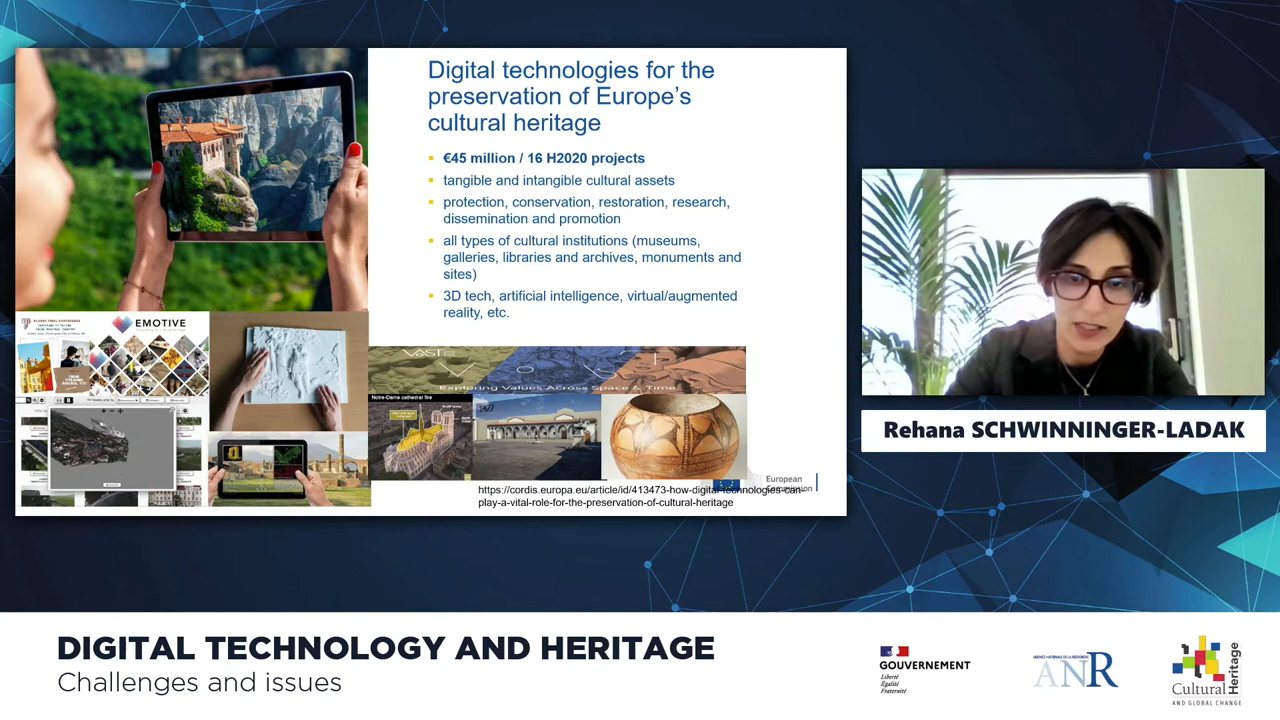 Digital technologies for the
preservation of Europe's
cultural heritage
€45 million / 16 H2020 projects
tangible and intangible cultural assets
protection, conservation, restoration, research,
dissemination and promotion
all types of cultural institutions (museums,
galleries, libraries and archives, monuments and
sites)
3D tech, artificial intelligence, virtual/augmented
reality, etc.
EMOTIVE
VAST
Exploring Values Across Space & Time
Notre-Dame cathedral fire
European
Commission
https://cordis.europa.eu/article/id/413473-how-digital-technologies-can-
play-a-vital-role-for-the-preservation-of-cultural-heritage
Rehana SCHWINNINGER-LADAK
DIGITAL TECHNOLOGY AND HERITAGE
Challenges and issues
GOUVERNEMENT
Liberté
Égalité
Fraternité
AGENCE NATIONALE DE LA RECHERCHE
ANR
Cultural
Heritage
AND GLOBAL CHANGE